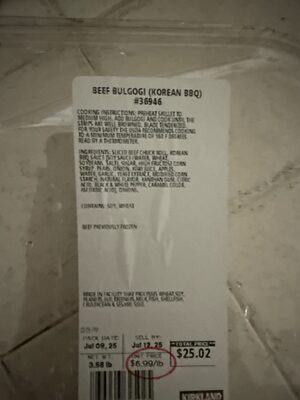 BEEF BULGOGI (KOREAN BBQ)
#36946
COOKING INSTRUCTIONS: PREHEAT SKILLET TO
MEDIUM HIGH, ADD BULGOGI AND COOK UNTIL THE
STRIPS ARE WELL BROWNED. BLADE TENDERIZED
FOR YOUR SAFETY THE USDA RECOMMENDS COOKING
TO A MINIMUM TEMPERATURE OF 160 F DEGREES
READ BY A THERMOMETER.
INGREDIENTS: SLICED BEEF CHUCK ROLL, KOREAN
BBQ SAUCE (SOY SAUCE (WATER, WHEAT,
SOYBEANS, SALT), SUGAR, HIGH FRUCTOSE CORN
SYRUP, PEARS, ONION, KIWI JUICE, APPLE,
WATER, GARLIC, YEAST EXTRACT, MODIFIED CORN
STARCH, NATURAL FLAVOR, XANTHAN GUM, CITRIC
ACID, BLACK & WHITE PEPPER, CARAMEL COLOR,
ASCORBIC ACID), ONIONS,
CONTAINS: SOY, WHEAT
BEEF PREVIOUSLY FROZEN
MADE IN FACILITY THAT WHEAT, SOY,
PEANUTS, MILK, FISH, SHELLFISH,
CRUSTACEAN & SESAME SEED.
PACK DATE: SELL BY: **TOTAL PRICE**
Jul 09, 25 Jul 12, 25 $25.02
NET WT. UNIT PRICE
3.58 lb $6.99/lb
KIRKLAND